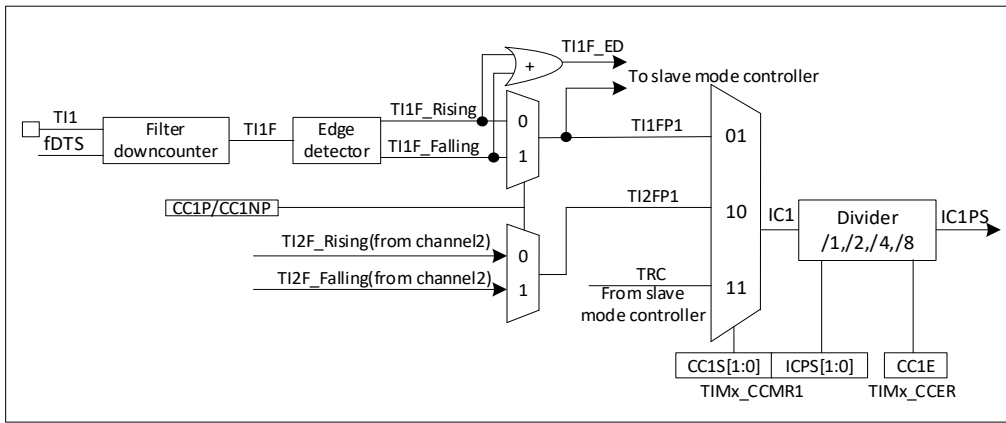 TI1F_ED
+
To slave mode controller
TI1
fDTS
Filter
downcounter
TI1F
Edge
detector
TI1F_Rising
TI1F_Falling
0
1
TI1FP1
01
CC1P/CC1NP
TI2FP1
10
IC1
Divider
/1,/2,/4,/8
IC1PS
TI2F_Rising(from channel2)
TI2F_Falling(from channel2)
0
1
TRC
From slave
mode controller
11
CC1S[1:0]
ICPS[1:0]
CC1E
TIMx_CCMR1
TIMx_CCER